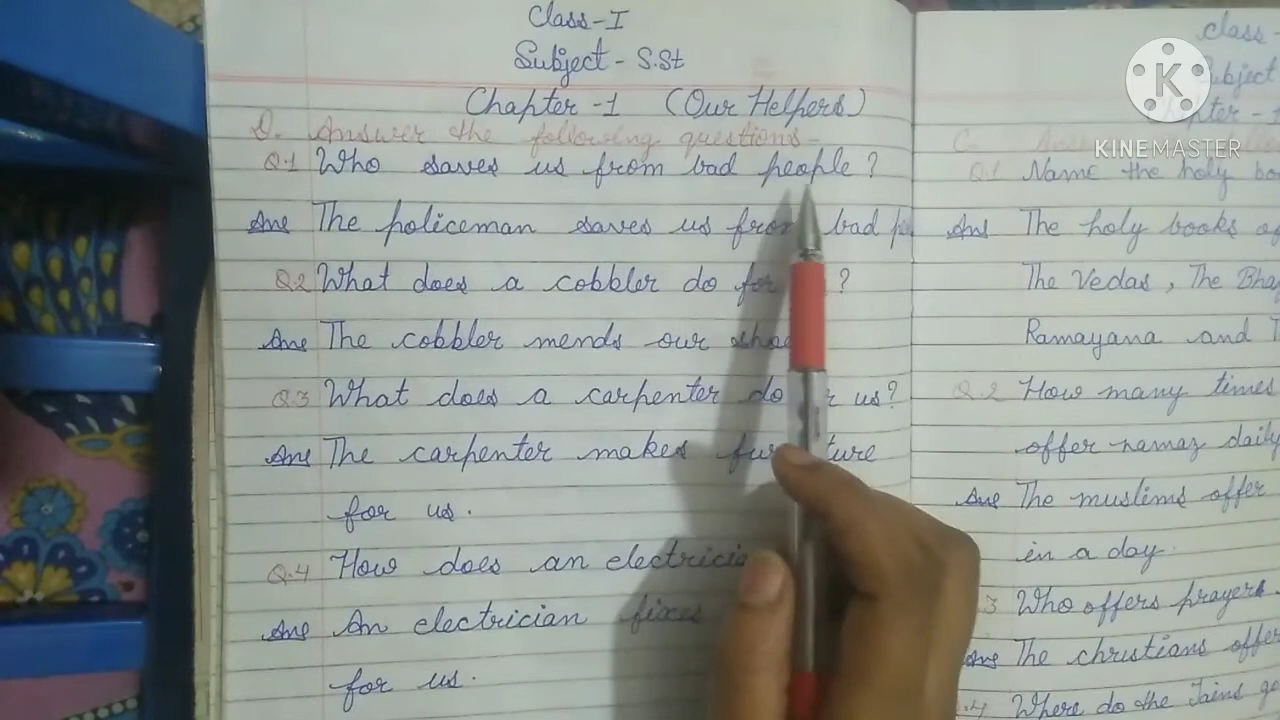 Class-I
Subject - S.St
Chapter -1 (Our Helpers)
D. Answer the following questions-
Q.1 Who saves us from bad people?
Ans The policeman saves us from bad
Q.2 What does a cobbler do for ?
Ans The cobbler mends our
Q.3 What does a carpenter do us?
Ans The carpenter makes
for us.
Q.4 How does an
Ans An electrician fixes
for us.
class-
Subject
C.
Q.1 Name the holy
Ans The holy books of
The Vedas, The
Ramayana and
Q.2 How many times
offer namaz daily
Ans The muslims offer
in a day.
3 Who offers prayers
Ans The christians offer
.4 Where do the Jains
K
KINEMASTER